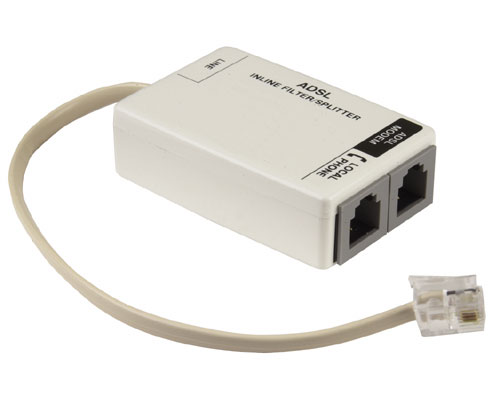 LINE
ADSL
INLINE FILTER/SPLITTER
ADSL
MODEM
LOCAL
PHONE